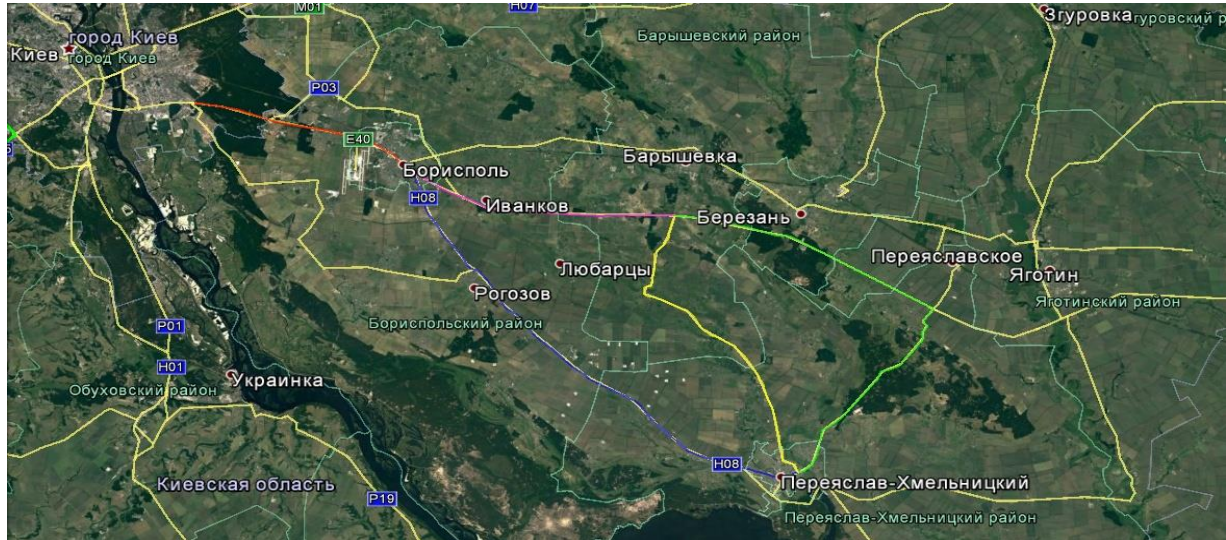 М01
Н07
Згуровка
гуровский район
город Киев
Киев
город Киев
Барышевский район
Р03
Е40
Борисполь
Барышевка
Н08
Иванков
Березань
Переяславское
Любарцы
Яготин
Рогозов
Яготинский район
Бориспольский район
Р01
Н01
Украинка
Обуховский район
Н08
Киевская область
Переяслав-Хмельницкий
Р19
Переяслав-Хмельницкий район